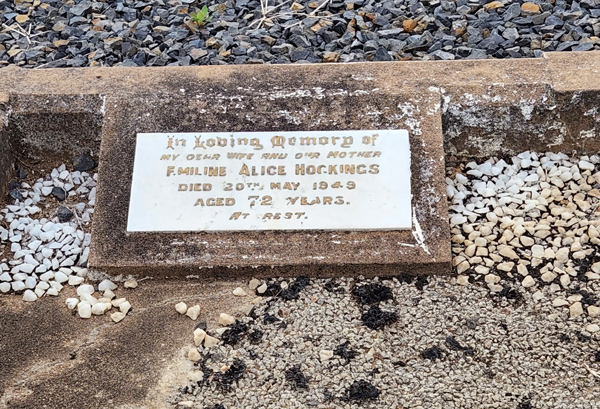 In Loving Memory of
MY DEAR WIFE AND OUR MOTHER
EMILINE ALICE HOCKINGS
DIED 20TH MAY 1949
AGED 72 YEARS.
AT REST.